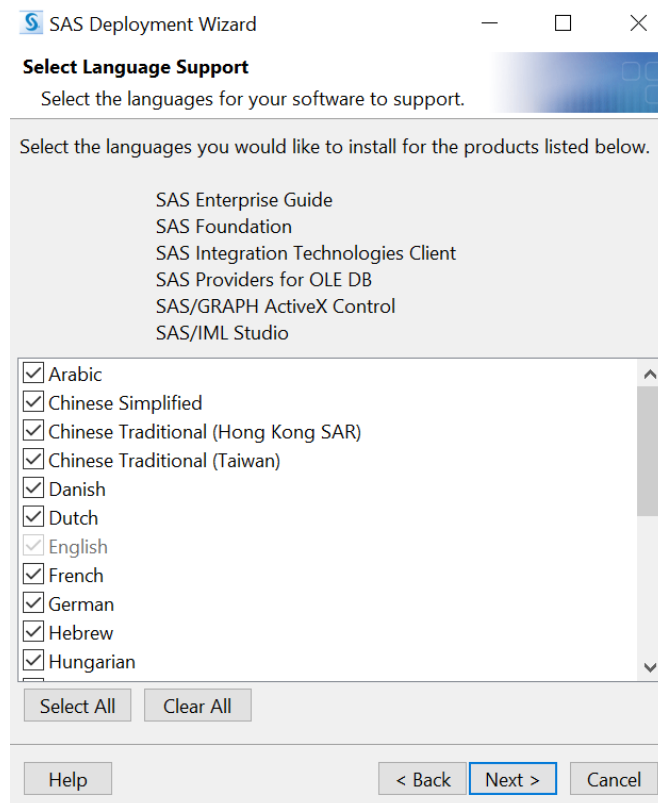 SAS Deployment Wizard
Select Language Support
Select the languages for your software to support.
Select the languages you would like to install for the products listed below.
SAS Enterprise Guide
SAS Foundation
SAS Integration Technologies Client
SAS Providers for OLE DB
SAS/GRAPH ActiveX Control
SAS/IML Studio
Arabic
Chinese Simplified
Chinese Traditional (Hong Kong SAR)
Chinese Traditional (Taiwan)
Danish
Dutch
English
French
German
Hebrew
Hungarian
Select All Clear All
Help < Back Next > Cancel